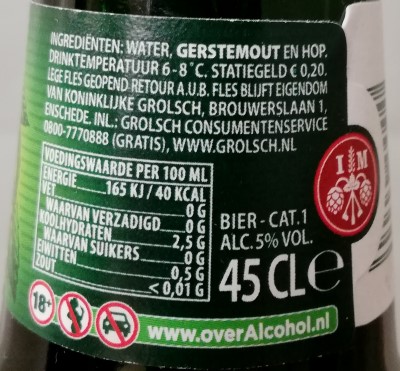 INGREDIËNTEN: WATER, GERSTEMOUT EN HOP.
DRINKTEMPERATUUR 6-8°C. STATIEGELD € 0,20.
LEGE FLES GEOPEND RETOUR A.U.B. FLES BLIJFT EIGENDOM
VAN KONINKLIJKE GROLSCH, BROUWERSLAAN 1,
ENSCHEDE. INL.: GROLSCH CONSUMENTENSERVICE
0800-7770888 (GRATIS), WWW.GROLSCH.NL
VOEDINGSWAARDE PER 100 ML
ENERGIE 165 KJ / 40 KCAL
VET 0 G
WAARVAN VERZADIGD 0 G
KOOLHYDRATEN 2,5 G
WAARVAN SUIKERS 0 G
EIWITTEN 0,5 G
ZOUT < 0,01 G
I M
BIER - CAT. 1
ALC. 5% VOL.
45 CL e
18+
www.overAlcohol.nl